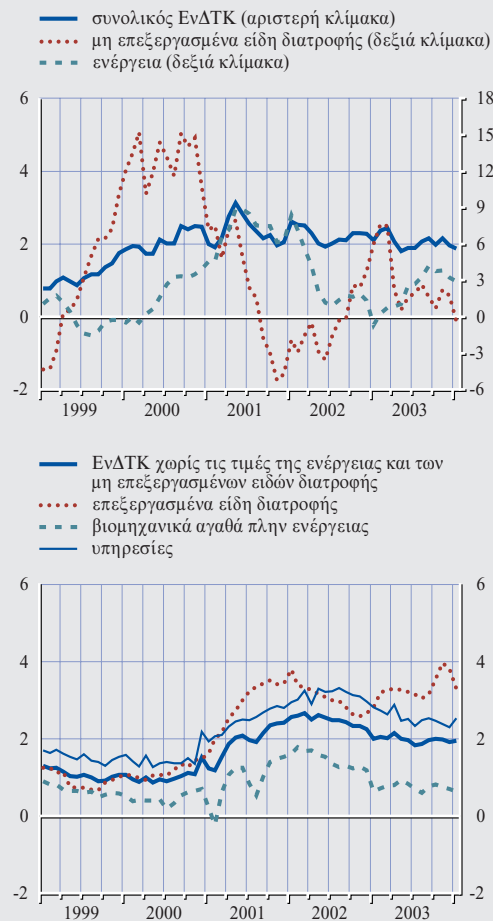 συνολικός ΕνΔΤΚ (αριστερή κλίμακα)
μη επεξεργασμένα είδη διατροφής (δεξιά κλίμακα)
ενέργεια (δεξιά κλίμακα)
6 18
15
4 12
9
2 6
3
0 0
-3
-2 -6
1999 2000 2001 2002 2003
ΕνΔΤΚ χωρίς τις τιμές της ενέργειας και των
μη επεξεργασμένων ειδών διατροφής
επεξεργασμένα είδη διατροφής
βιομηχανικά αγαθά πλην ενέργειας
υπηρεσίες
6 6
4 4
2 2
0 0
-2 -2
1999 2000 2001 2002 2003